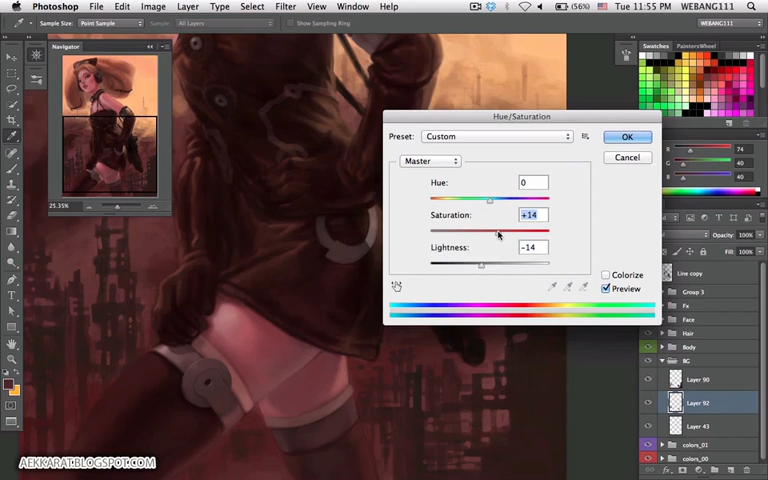 Photoshop File Edit Image Layer Type Select Filter View Window Help (56%) Tue 11:55 PM WEBANG111
Sample Size: Point Sample All Layers Show Sampling Ring WEBANG111
Navigator
25.35%
Swatches PaintersWheel
R 74
G 40
B 40
Hue/Saturation
Preset: Custom OK
Cancel
Master
Hue: 0
Saturation: +14
Lightness: -14
Colorize
Preview
Opacity: 100%
Fill: 100%
Line copy
Group 3
Fx
Face
Hair
Body
BG
Layer 90
Layer 92
Layer 43
colors_01
colors_00
AEKKARAT.BLOGSPOT.COM